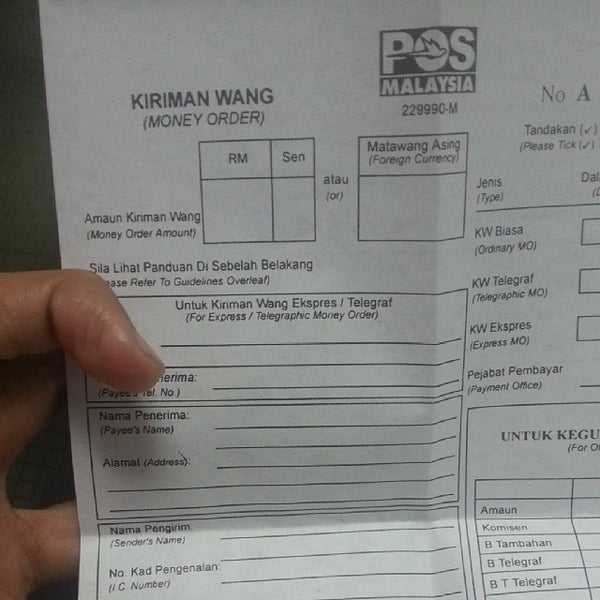 POS
MALAYSIA
229990-M
No A
KIRIMAN WANG
(MONEY ORDER)
Tandakan (✓)
(Please Tick (✓)
RM Sen
atau
(or)
Matawang Asing
(Foreign Currency)
Jenis
(Type)
Amaun Kiriman Wang
(Money Order Amount)
KW Biasa
(Ordinary MO)
Sila Lihat Panduan Di Sebelah Belakang
Refer To Guidelines Overleaf)
KW Telegraf
(Telegraphic MO)
Untuk Kiriman Wang Ekspres / Telegraf
(For Express / Telegraphic Money Order)
KW Ekspres
(Express MO)
(Payee's Tel. No.)
Pejabat Pembayar
(Payment Office)
Nama Penerima:
(Payee's Name)
Alamat (Address):
UNTUK
(For
Nama Pengirim:
(Sender's Name)
No. Kad Pengenalan:
(I.C. Number)
Amaun
Komisen
B Tambahan
B Telegraf
B T Telegraf